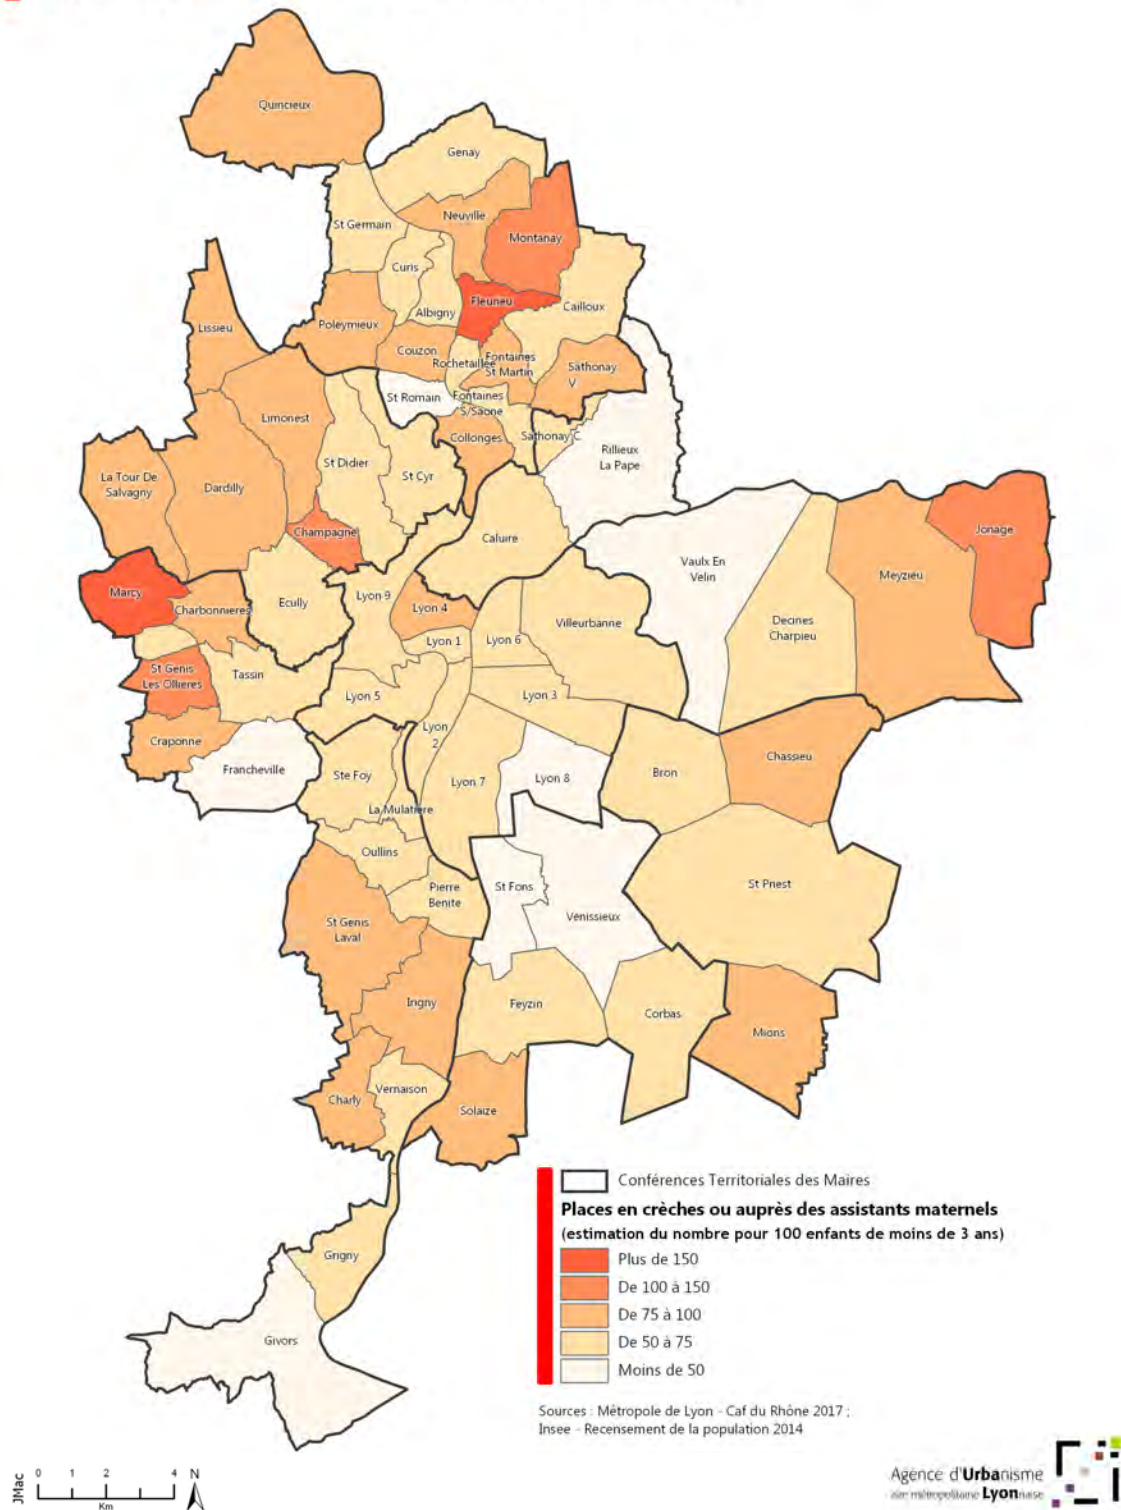 Quincieux
Genay
Neuville
St Germain
Montanay
Curis
Fleuneu
Cailloux
Albigny
Lissieu
Poleymieux
Couzon
Rochetaillée
Fontaines
St Martin
Sathonay
V
St Romain
Fontaines
S/Saone
Limonest
Collonges
Sathonay C
Rillieux
La Pape
St Didier
St Cyr
La Tour De
Salvagny
Dardilly
Champagne
Caluire
Jonage
Vaulx En
Velin
Meyzieu
Marcy
Charbonnieres
Ecully
Lyon 9
Lyon 4
Villeurbanne
Decines
Charpieu
Lyon 1
Lyon 6
St Genis
Les Ollieres
Tassin
Lyon 5
Lyon 3
Craponne
Lyon
2
Francheville
Ste Foy
Lyon 7
Lyon 8
Bron
Chassieu
La Mulatiere
Oullins
Pierre
Benite
St Fons
St Priest
Venissieux
St Genis
Laval
Irigny
Feyzin
Corbas
Mions
Charly
Vernaison
Solaize
Grigny
Givors
Conférences Territoriales des Maires
Places en crèches ou auprès des assistants maternels
(estimation du nombre pour 100 enfants de moins de 3 ans)
Plus de 150
De 100 à 150
De 75 à 100
De 50 à 75
Moins de 50
Sources : Métropole de Lyon - Caf du Rhône 2017 ;
Insee - Recensement de la population 2014
JMac
0 1 2 4 N
Km
Agence d'Urbanisme
aire métropolitaine Lyonnaise